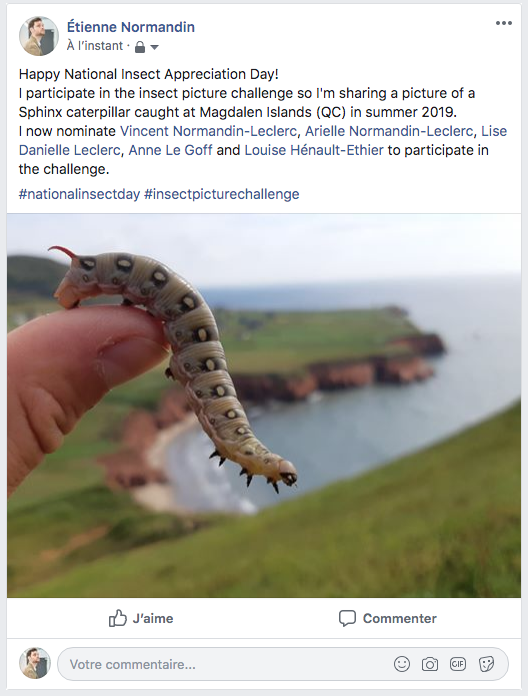 Étienne Normandin
À l'instant ·
Happy National Insect Appreciation Day!
I participate in the insect picture challenge so I'm sharing a picture of a
Sphinx caterpillar caught at Magdalen Islands (QC) in summer 2019.
I now nominate Vincent Normandin-Leclerc, Arielle Normandin-Leclerc, Lise
Danielle Leclerc, Anne Le Goff and Louise Hénault-Ethier to participate in
the challenge.
#nationalinsectday #insectpicturechallenge
J'aime
Commenter
Votre commentaire...
GIF